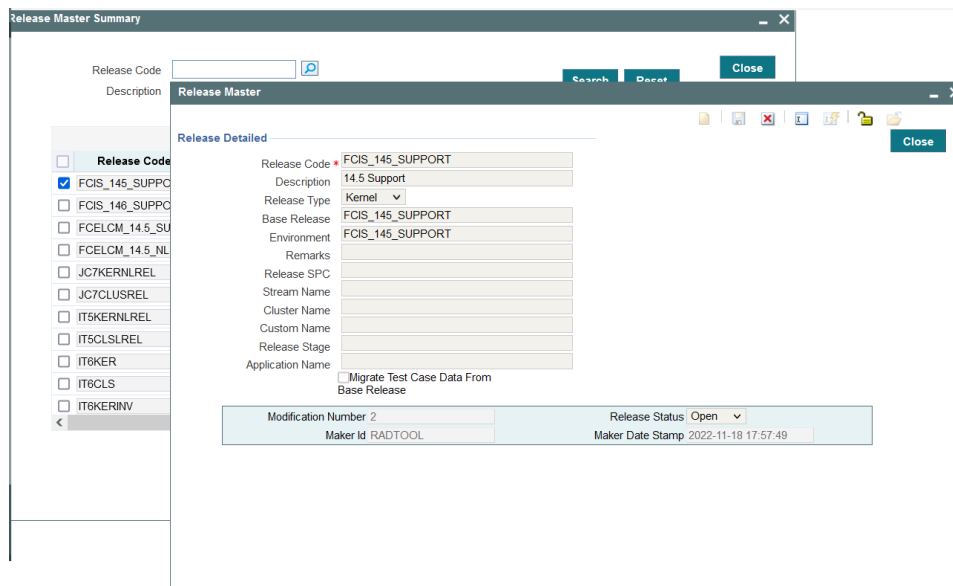 Release Master Summary
Release Code
Close
Search Reset
Description
Release Master
Release Detailed
Close
Release Code * FCIS_145_SUPPORT
Description 14.5 Support
Release Type Kernel
Base Release FCIS_145_SUPPORT
Environment FCIS_145_SUPPORT
Remarks
Release SPC
Stream Name
Cluster Name
Custom Name
Release Stage
Application Name
Migrate Test Case Data From
Base Release
Modification Number 2 Release Status Open
Maker Id RADTOOL Maker Date Stamp 2022-11-18 17:57:49
Release Code
FCIS_145_SUPPO
FCIS_146_SUPPO
FCELCM_14.5_SU
FCELCM_14.5_NL
JC7KERNLREL
JC7CLUSREL
IT5KERNLREL
IT5CLSLREL
IT6KER
IT6CLS
IT6KERINV